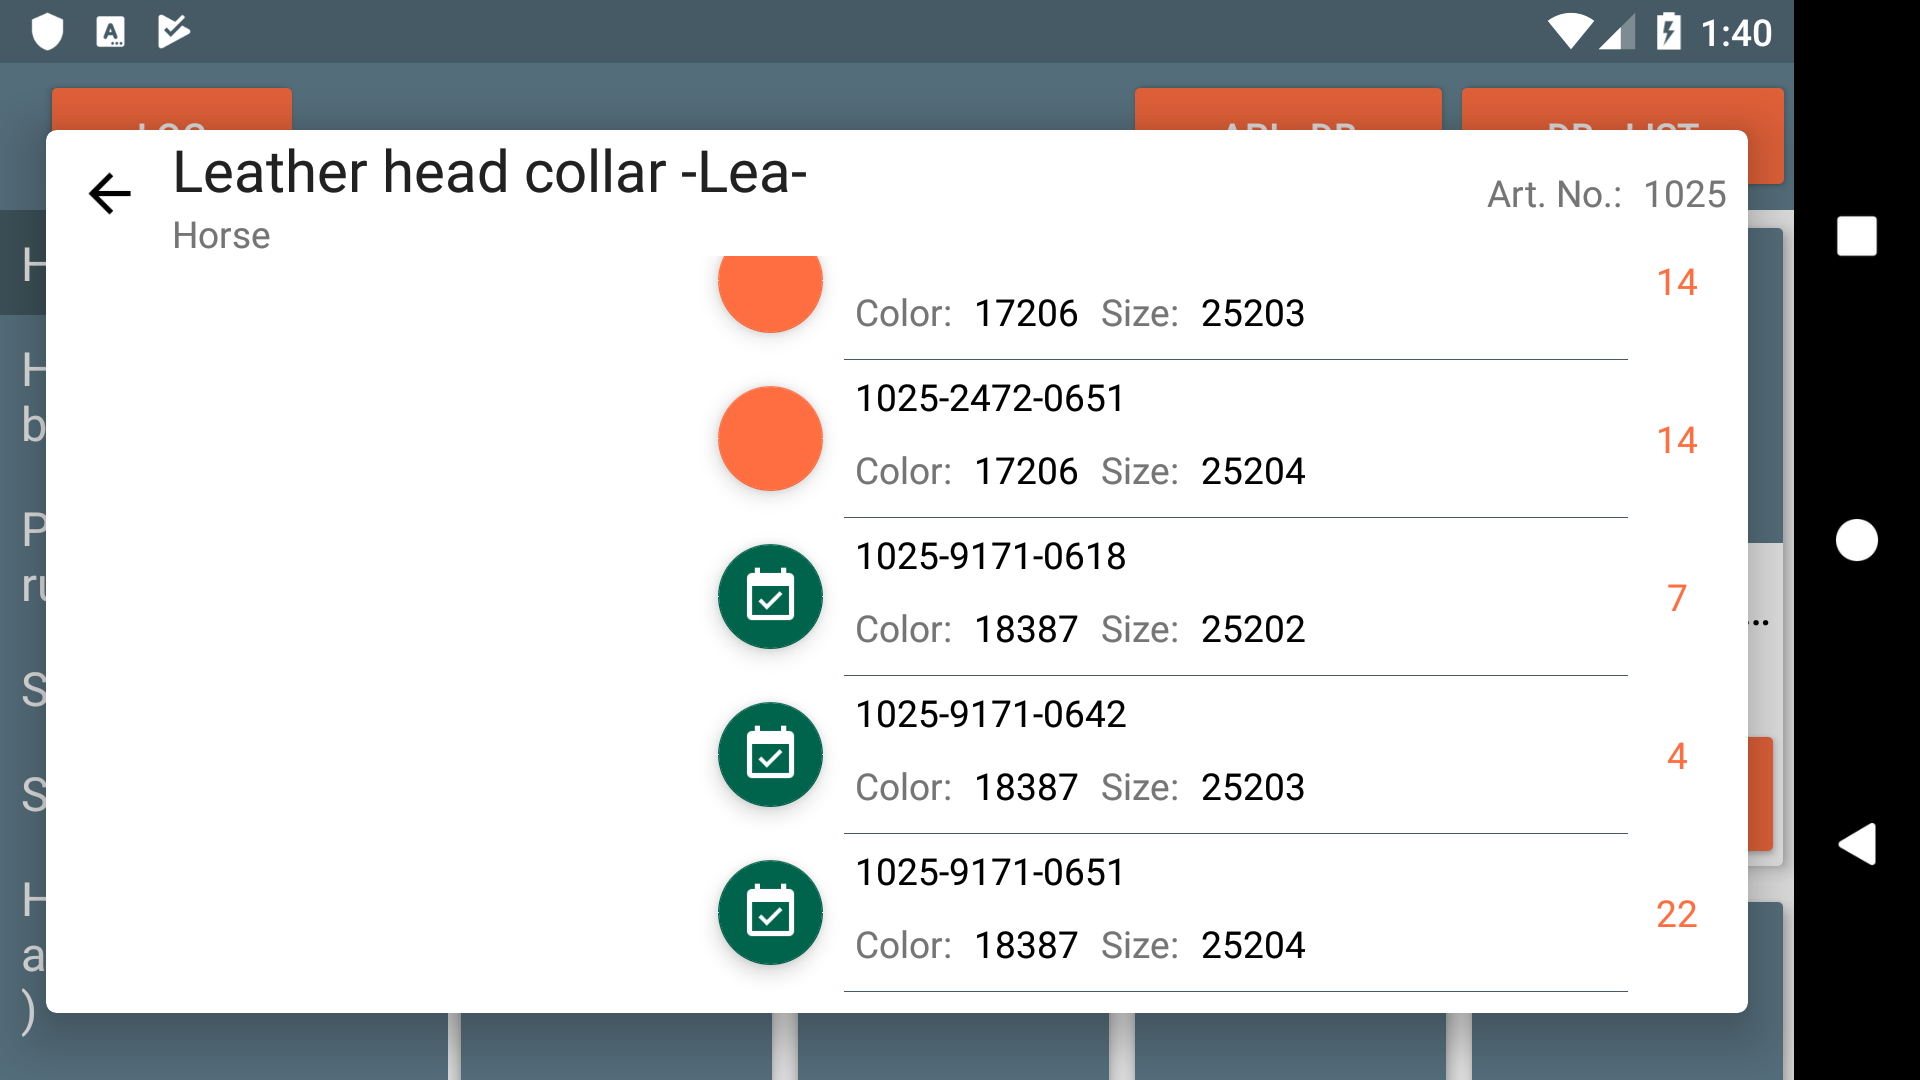 1:40
Leather head collar -Lea-
Horse
Art. No.: 1025
Color: 17206 Size: 25203
14
1025-2472-0651
Color: 17206 Size: 25204
14
1025-9171-0618
Color: 18387 Size: 25202
7
1025-9171-0642
Color: 18387 Size: 25203
4
1025-9171-0651
Color: 18387 Size: 25204
22